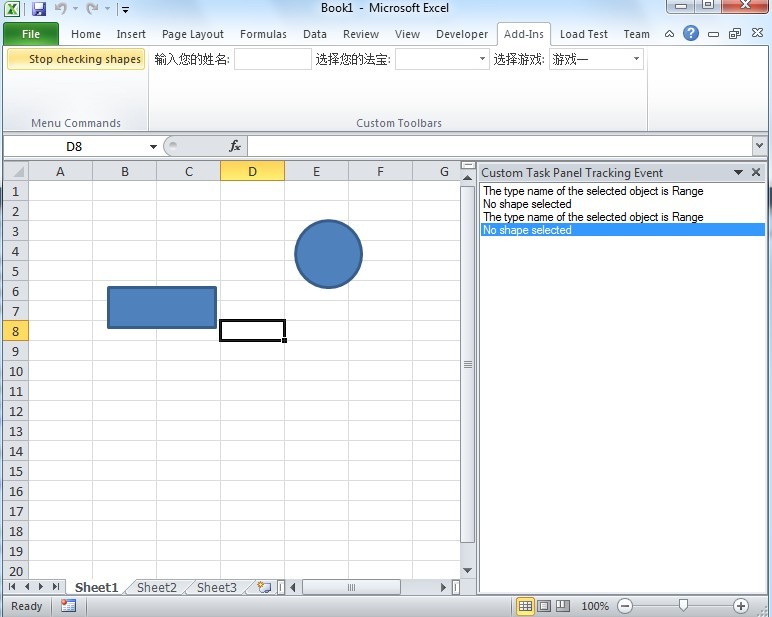 Book1 - Microsoft Excel
File Home Insert Page Layout Formulas Data Review View Developer Add-Ins Load Test Team
Stop checking shapes 输入您的姓名: 选择您的法宝: 选择游戏: 游戏一
Menu Commands Custom Toolbars
D8 fx
A B C D E F G
Custom Task Panel Tracking Event
The type name of the selected object is Range
No shape selected
The type name of the selected object is Range
No shape selected
1
2
3
4
5
6
7
8
9
10
11
12
13
14
15
16
17
18
19
20
Sheet1 Sheet2 Sheet3
Ready 100%